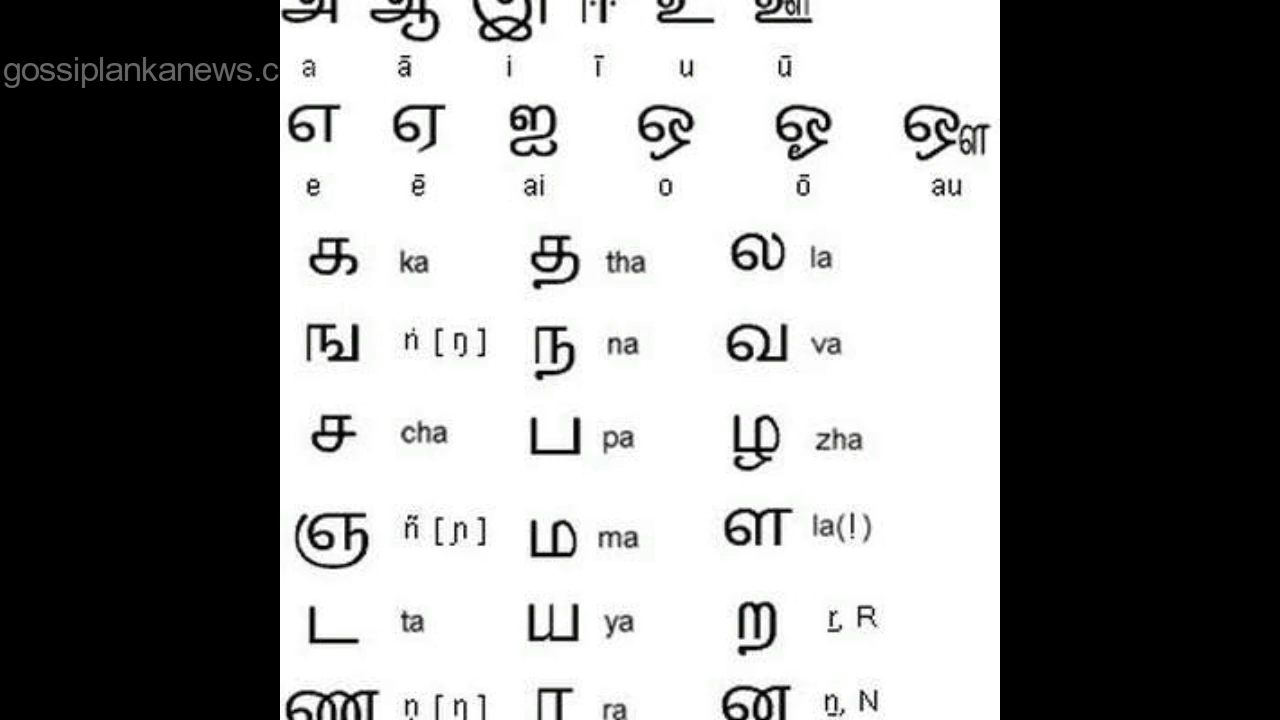 அ ஆ இ ஈ உ ஊ
gossiplankanews.c
a ā i ī u ū
எ ஏ ஐ ஒ ஓ ஔ
e ē ai o ō au
க ka த tha ல la
ங ṅ [ ŋ ] ந na வ va
ச cha ப pa ழ zha
ஞ ñ [ ɲ ] ம ma ள la(!)
ட ta ய ya ற ṟ, R
ண ṇ [ ɳ ] ர ra ன ṉ, N